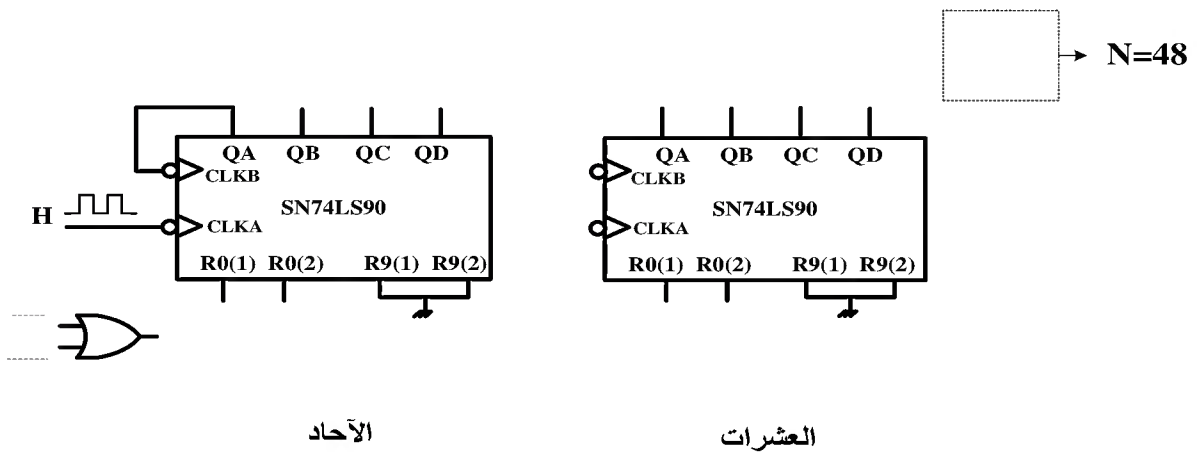 N=48
QA QB QC QD
CLKB
SN74LS90
H
CLKA
R0(1) R0(2) R9(1) R9(2)
QA QB QC QD
CLKB
SN74LS90
CLKA
R0(1) R0(2) R9(1) R9(2)
الآحاد
العشرات